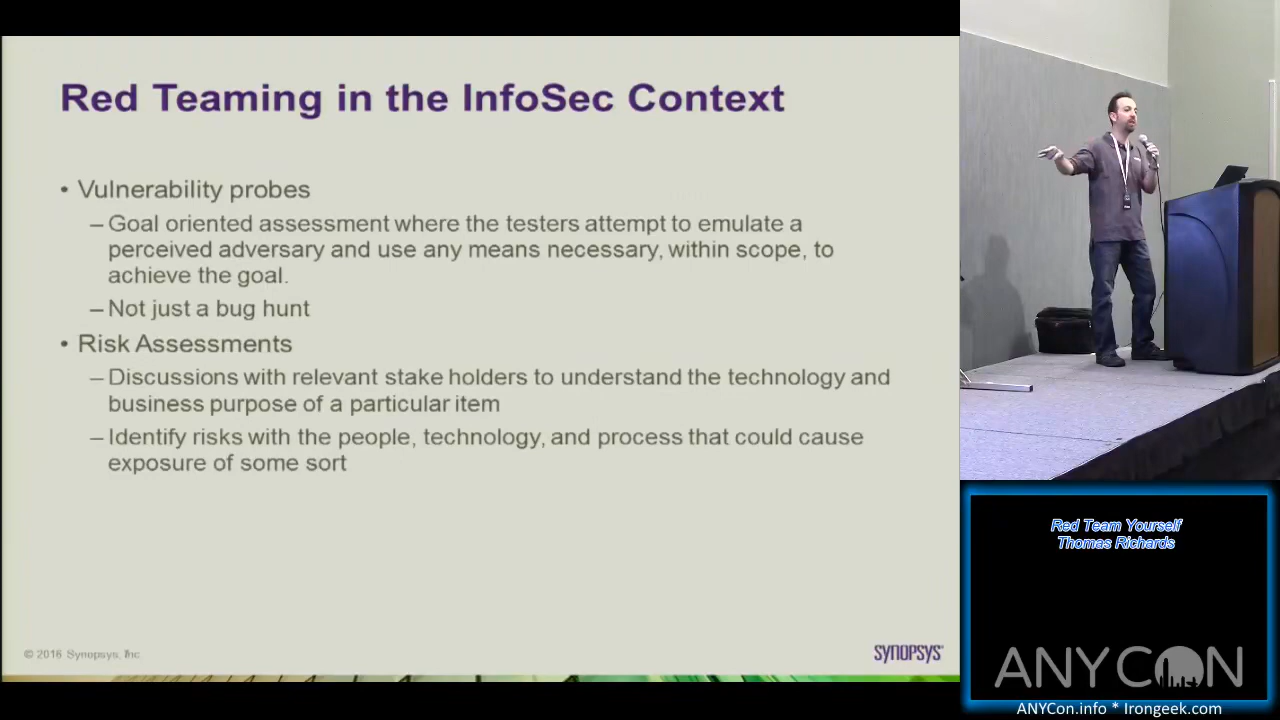 Red Teaming in the InfoSec Context
• Vulnerability probes
– Goal oriented assessment where the testers attempt to emulate a
perceived adversary and use any means necessary, within scope, to
achieve the goal.
– Not just a bug hunt
• Risk Assessments
– Discussions with relevant stake holders to understand the technology and
business purpose of a particular item
– Identify risks with the people, technology, and process that could cause
exposure of some sort
© 2016 Synopsys, Inc.
SYNOPSYS®
Red Team Yourself
Thomas Richards
ANYCON
ANYCon.info * Irongeek.com